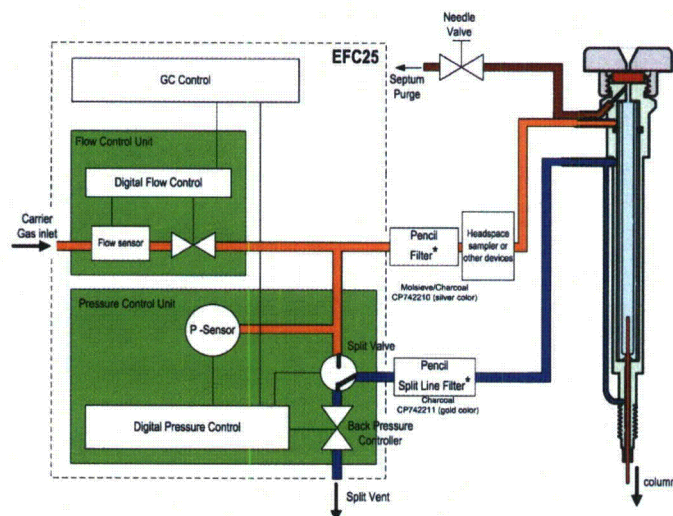 Needle
Valve
EFC25
Septum
Purge
GC Control
Flow Control Unit
Digital Flow Control
Carrier
Gas inlet
Flow sensor
Pencil
Filter*
Headspace
sampler or
other devices
Molsieve/Charcoal
CP742210 (silver color)
Pressure Control Unit
P -Sensor
Split Valve
Pencil
Split Line Filter*
Charcoal
CP742211 (gold color)
Digital Pressure Control
Back Pressure
Controller
Split Vent
column